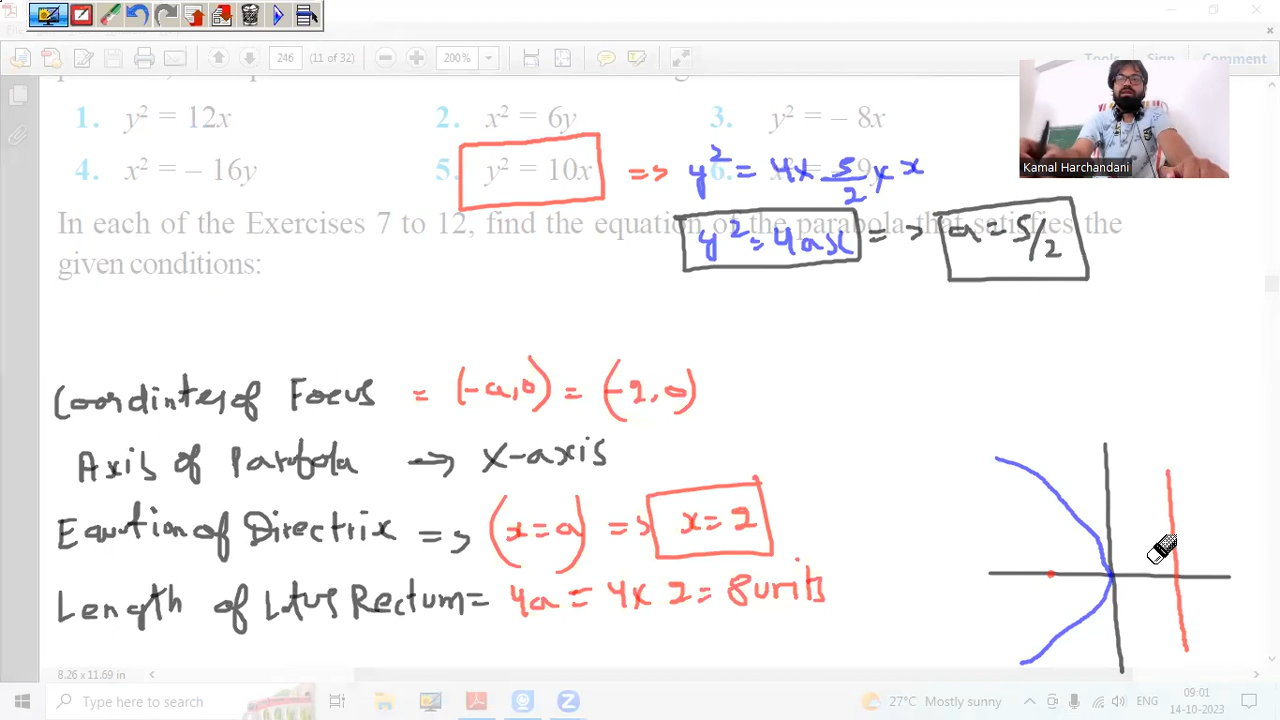 246 (11 of 32) 200% Tools Sign Comment
1. y² = 12x 2. x² = 6y 3. y² = – 8x
4. x² = – 16y 5. y² = 10x 6.
=> y² = 4x 5/2 x x
In each of the Exercises 7 to 12, find the equation of the parabola that satisfies the
given conditions:
y² = 4ax => a = 5/2
Kamal Harchandani
Coordintes of Focus = (-a, 0) = (-2, 0)
Axis of Parabola → X-axis
Equation of Directrix => (x = a) => x = 2
Length of Latus Rectum = 4a = 4x 2 = 8 units
8.26 x 11.69 in
Type here to search 27°C Mostly sunny ENG 09:01
14-10-2023